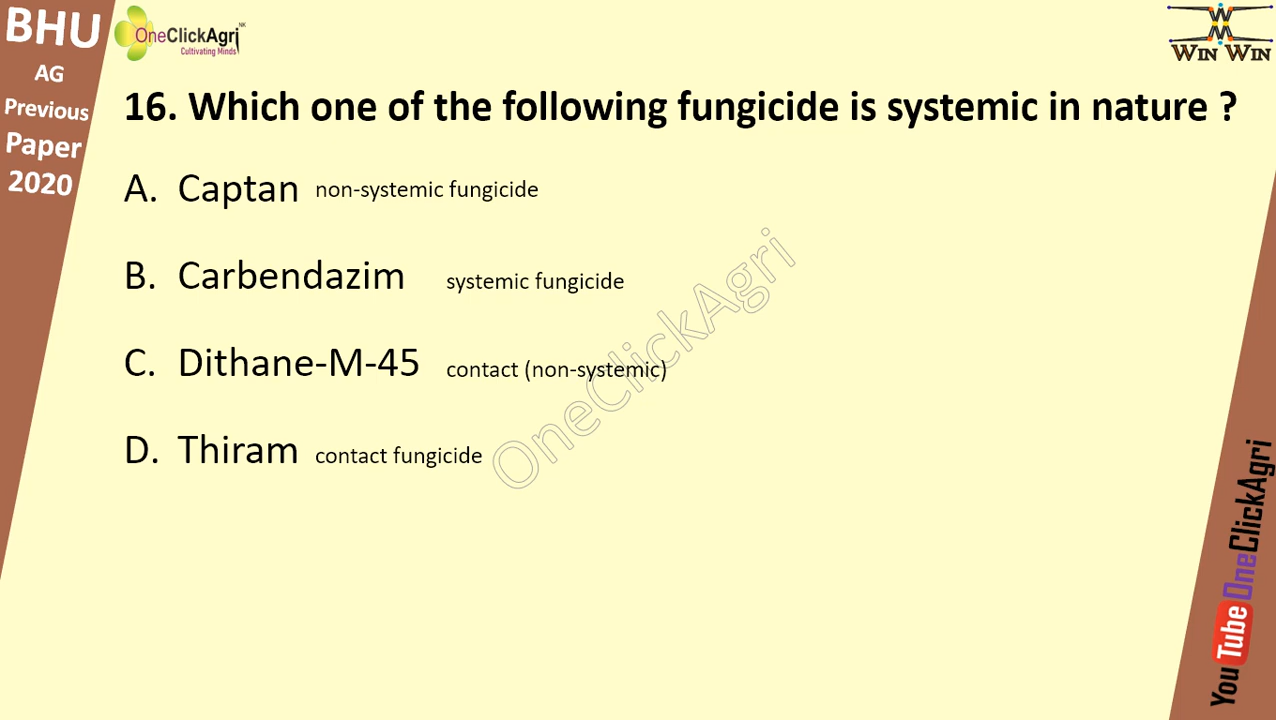 BHU
AG
Previous
Paper
2020
OneClickAgri NK
Cultivating Minds
WIN WIN
16. Which one of the following fungicide is systemic in nature ?
A. Captan non-systemic fungicide
B. Carbendazim systemic fungicide
C. Dithane-M-45 contact (non-systemic)
D. Thiram contact fungicide
OneClickAgri
YouTube OneClickAgri